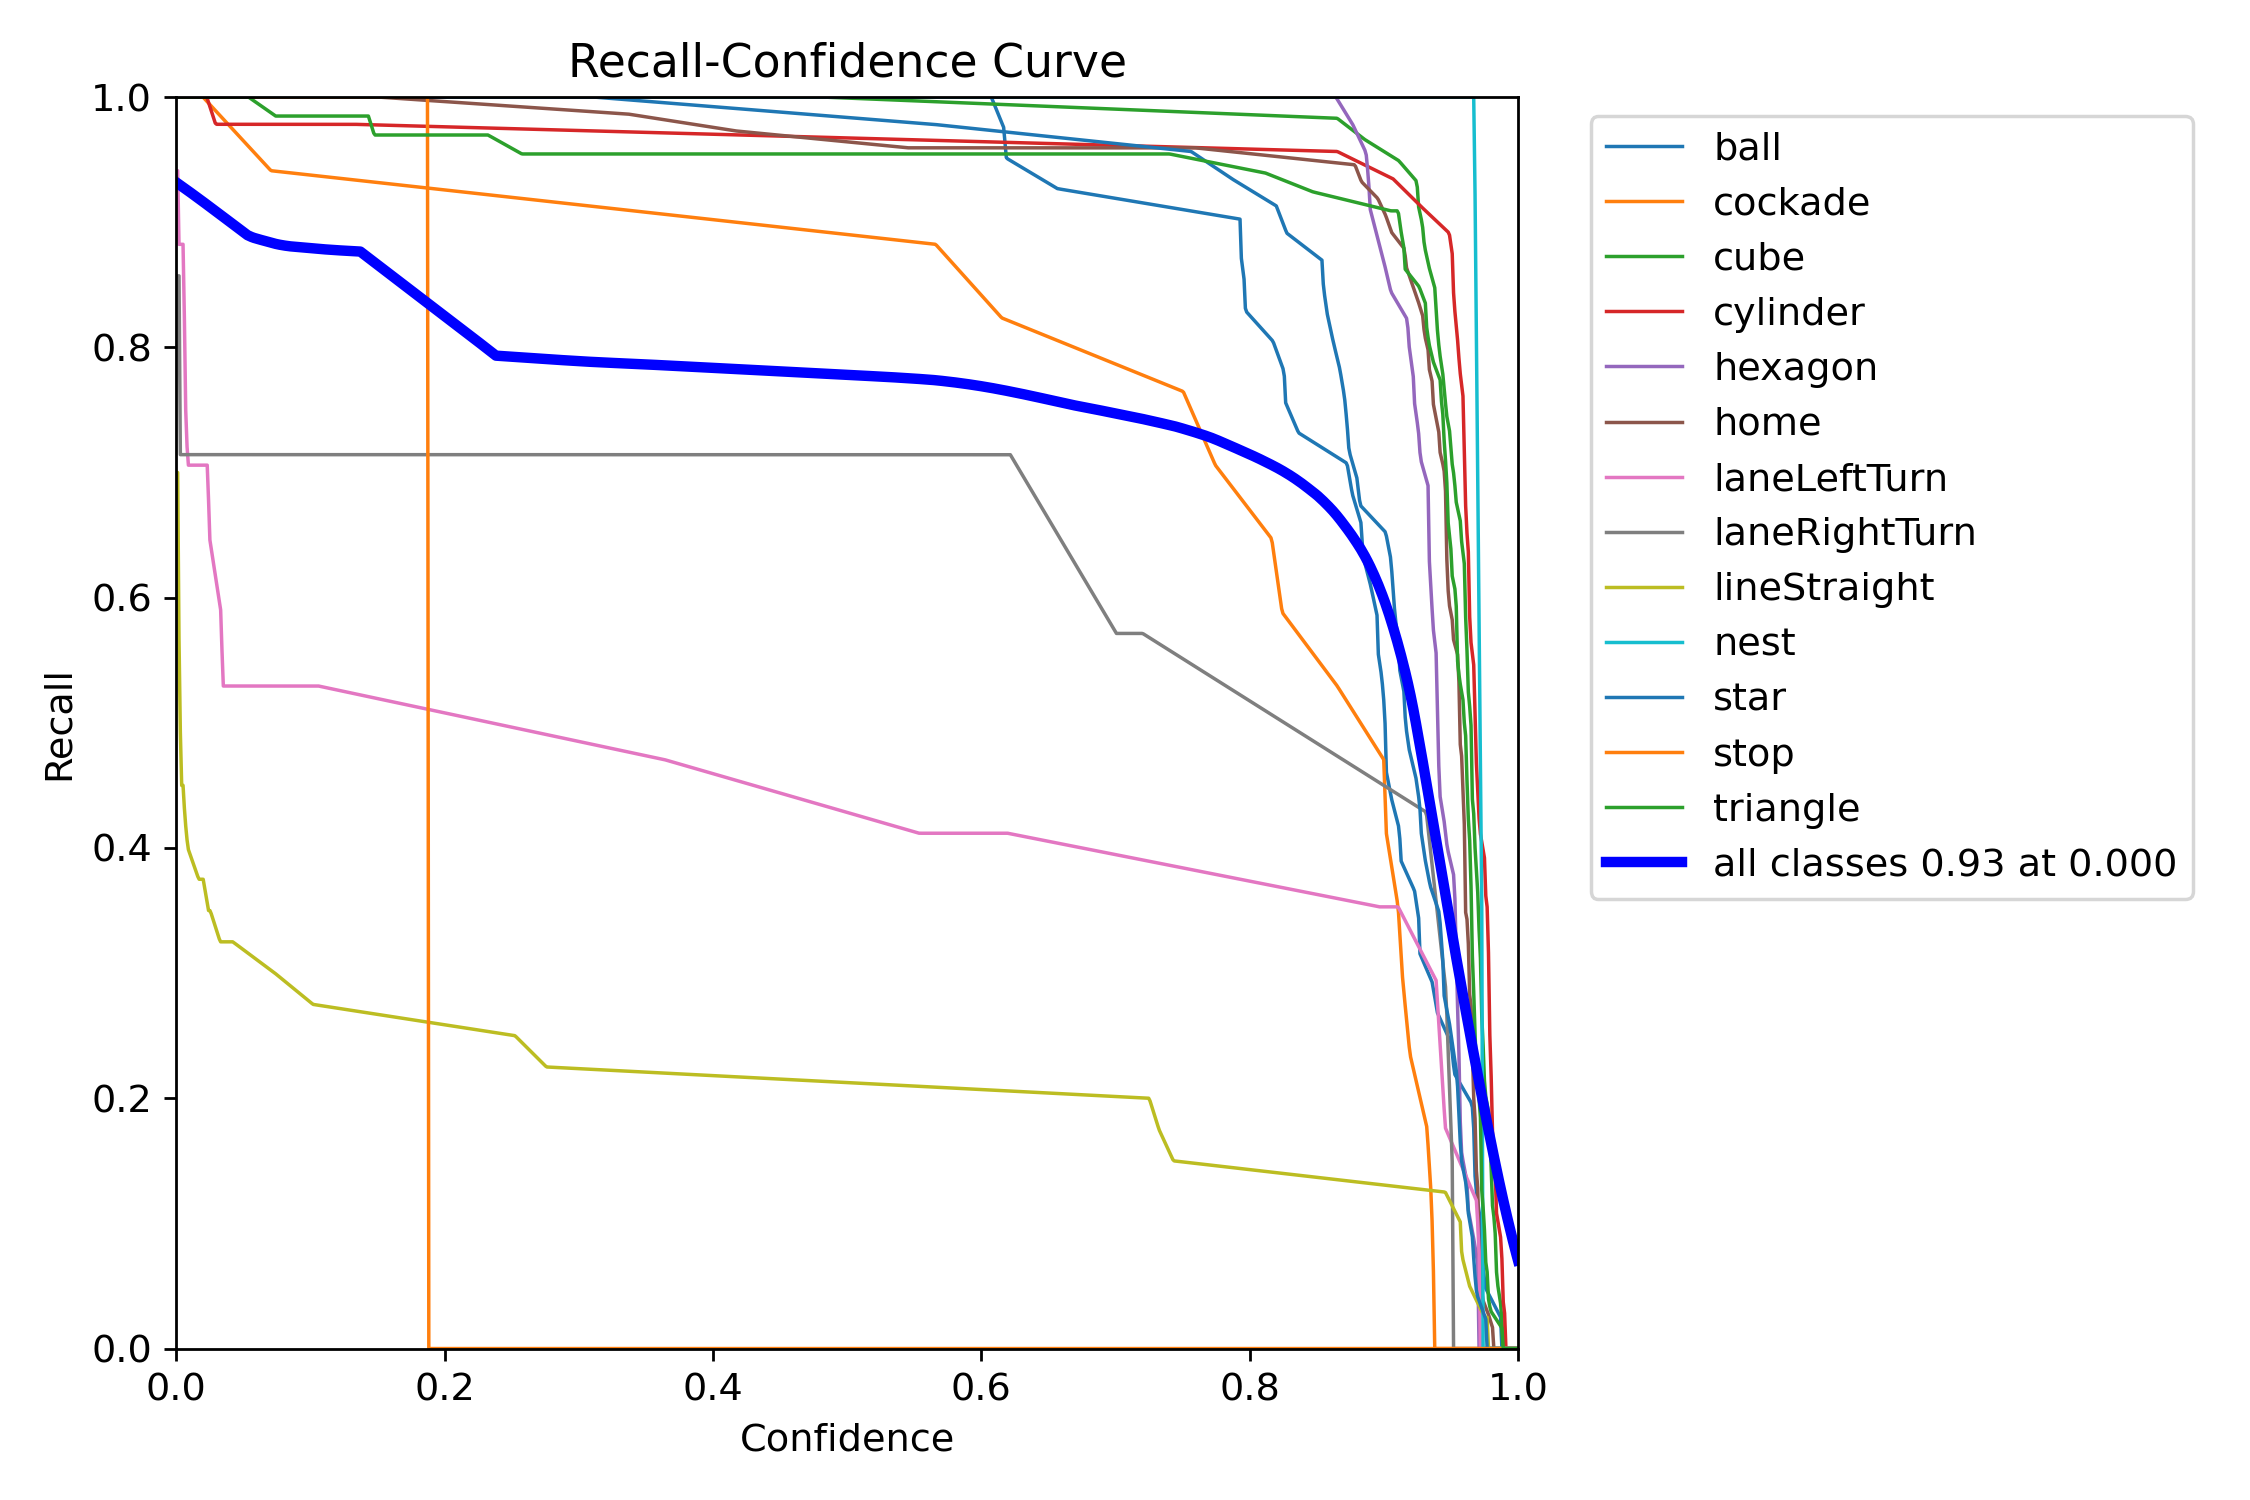 Recall-Confidence Curve
1.0
0.8
0.6
0.4
0.2
0.0
Recall
0.0 0.2 0.4 0.6 0.8 1.0
Confidence
ball
cockade
cube
cylinder
hexagon
home
laneLeftTurn
laneRightTurn
lineStraight
nest
star
stop
triangle
all classes 0.93 at 0.000